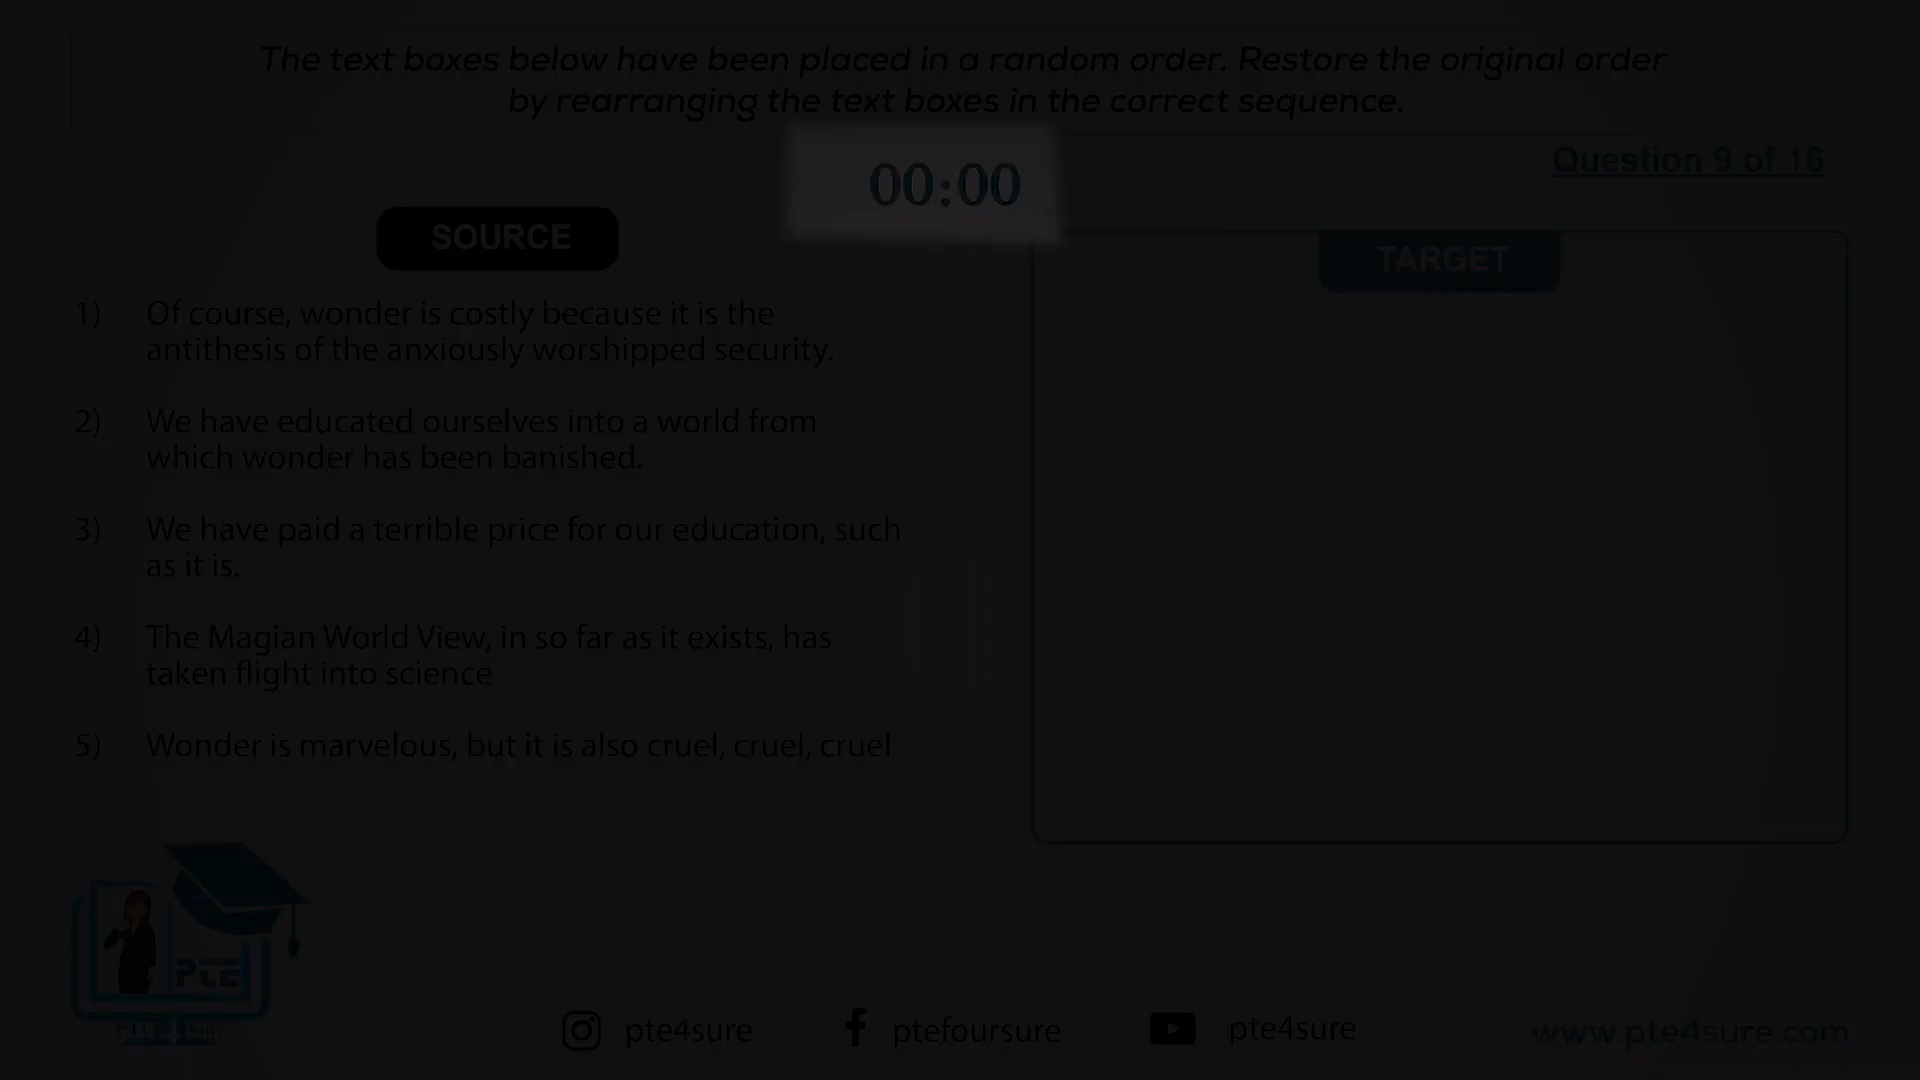 The text boxes below have been placed in a random order. Restore the original order
by rearranging the text boxes in the correct sequence.
00:00
Question 9 of 16
SOURCE
TARGET
1) Of course, wonder is costly because it is the
antithesis of the anxiously worshipped security.
2) We have educated ourselves into a world from
which wonder has been banished.
3) We have paid a terrible price for our education, such
as it is.
4) The Magian World View, in so far as it exists, has
taken flight into science
5) Wonder is marvelous, but it is also cruel, cruel, cruel
PTE
PTE 4 Sure
pte4sure
ptefoursure
pte4sure
www.pte4sure.com